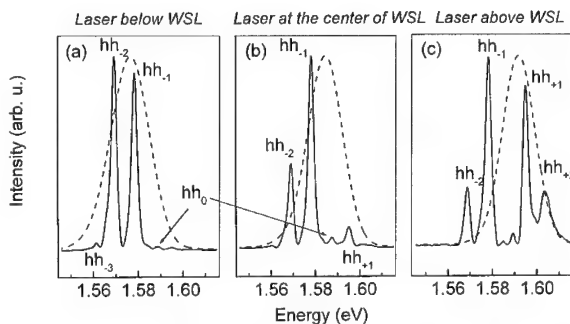 Laser below WSL Laser at the center of WSL Laser above WSL
(a) (b) (c)
hh-2 hh-1 hh-1 hh-1 hh+1
hh-2 hh-2 hh+
hh0
hh-3 hh+1
Intensity (arb. u.)
1.56 1.58 1.60 1.56 1.58 1.60 1.56 1.58 1.60
Energy (eV)